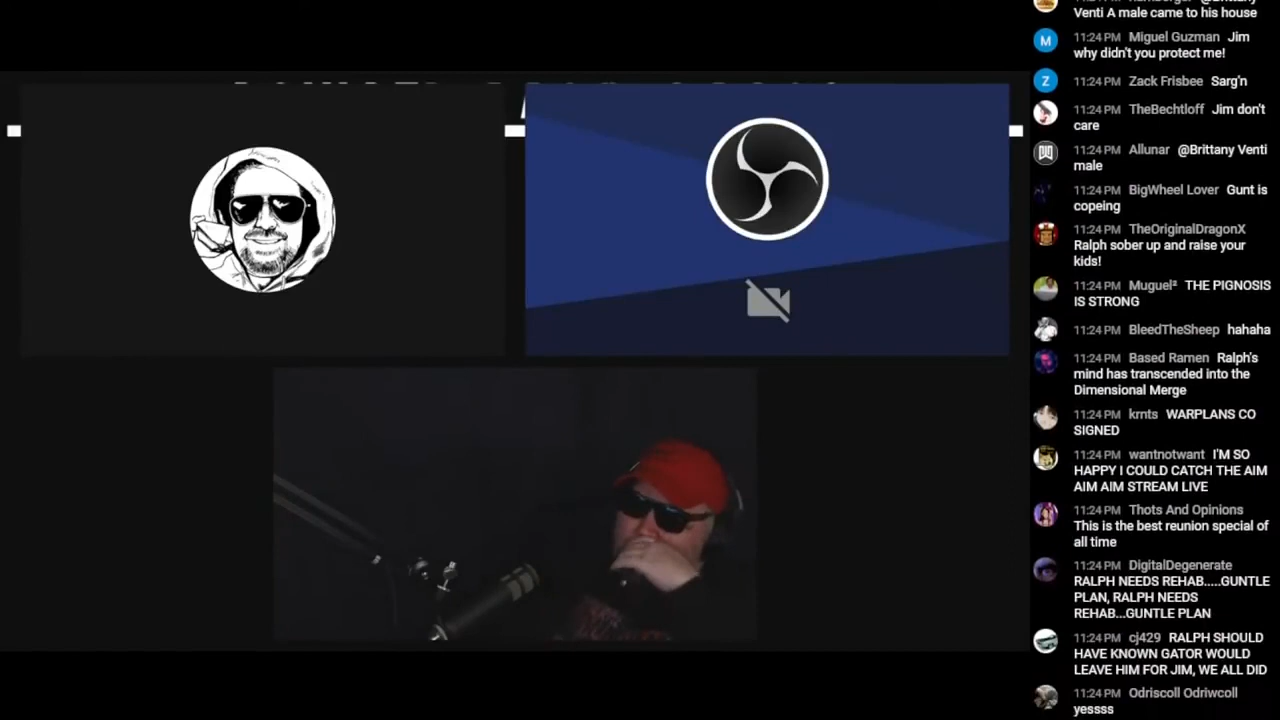 Venti A male came to his house
11:24 PM Miguel Guzman Jim
why didn't you protect me!
11:24 PM Zack Frisbee Sarg'n
11:24 PM TheBechtloff Jim don't
care
11:24 PM Allunar @Brittany Venti
male
11:24 PM BigWheel Lover Gunt is
copeing
11:24 PM TheOriginalDragonX
Ralph sober up and raise your
kids!
11:24 PM Muguel² THE PIGNOSIS
IS STRONG
11:24 PM BleedTheSheep hahaha
11:24 PM Based Ramen Ralph's
mind has transcended into the
Dimensional Merge
11:24 PM krnts WARPLANS CO
SIGNED
11:24 PM wantnotwant I'M SO
HAPPY I COULD CATCH THE AIM
AIM AIM STREAM LIVE
11:24 PM Thots And Opinions
This is the best reunion special of
all time
11:24 PM DigitalDegenerate
RALPH NEEDS REHAB.....GUNTLE
PLAN, RALPH NEEDS
REHAB...GUNTLE PLAN
11:24 PM cj429 RALPH SHOULD
HAVE KNOWN GATOR WOULD
LEAVE HIM FOR JIM, WE ALL DID
11:24 PM Odriscoll Odriwcoll
yessss
M
Z